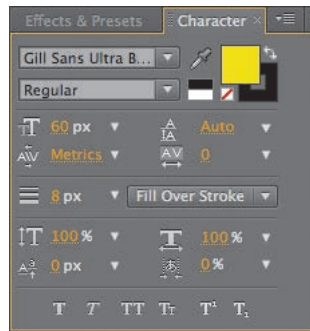 Effects & Presets Character ×
Gill Sans Ultra B...
Regular
60 px Auto
Metrics 0
8 px Fill Over Stroke
100 % 100 %
0 px 0 %
T T TT Tt T¹ T₁